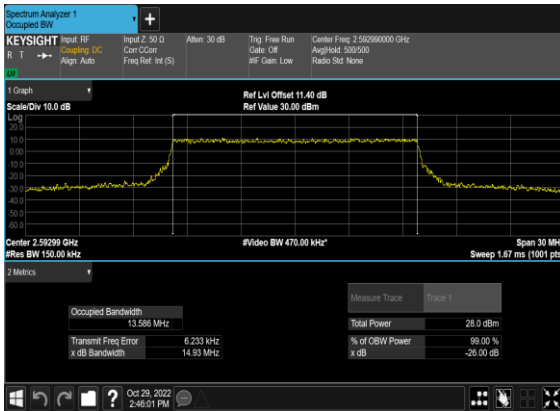 Spectrum Analyzer 1
Occupied BW
KEYSIGHT Input: RF Input Z: 50 Ω Atten: 30 dB Trig: Free Run Center Freq: 2.592990000 GHz
R T Coupling: DC Corr CCorr Gate: Off Avg|Hold: 500/500
Align: Auto Freq Ref: Int (S) #IF Gain: Low Radio Std: None
1 Graph
Ref Lvl Offset 11.40 dB
Scale/Div 10.0 dB Ref Value 30.00 dBm
Log
20.0
10.0
0.00
-10.0
-20.0
-30.0
-40.0
-50.0
-60.0
Center 2.59299 GHz #Video BW 470.00 kHz* Span 30 MH
#Res BW 150.00 kHz Sweep 1.67 ms (1001 pts
2 Metrics
Measure Trace Trace 1
Occupied Bandwidth
13.586 MHz Total Power 28.0 dBm
Transmit Freq Error 6.233 kHz % of OBW Power 99.00 %
x dB Bandwidth 14.93 MHz x dB -26.00 dB
? Oct 29, 2022
2:46:01 PM